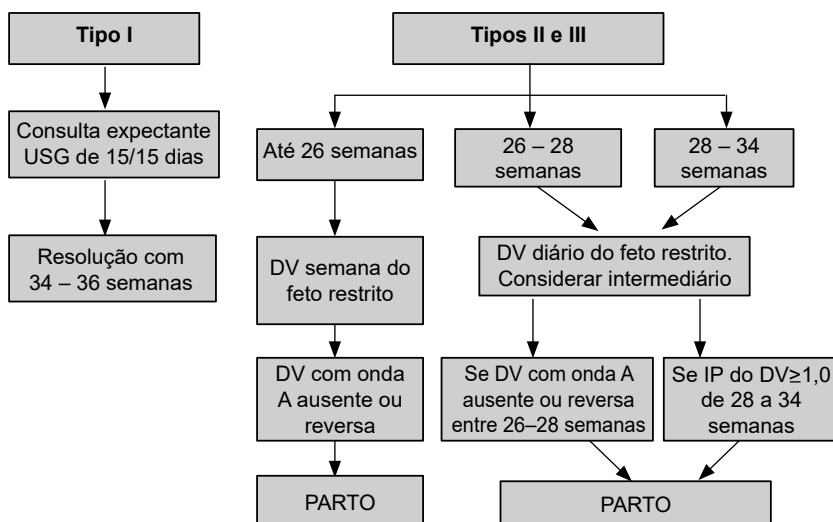 Tipo I
Consulta expectante
USG de 15/15 dias
Resolução com
34 – 36 semanas
Tipos II e III
Até 26 semanas
26 – 28
semanas
28 – 34
semanas
DV semana do
feto restrito
DV diário do feto restrito.
Considerar intermediário
DV com onda
A ausente ou
reversa
Se DV com onda A
ausente ou reversa
entre 26–28 semanas
Se IP do DV≥1,0
de 28 a 34
semanas
PARTO
PARTO